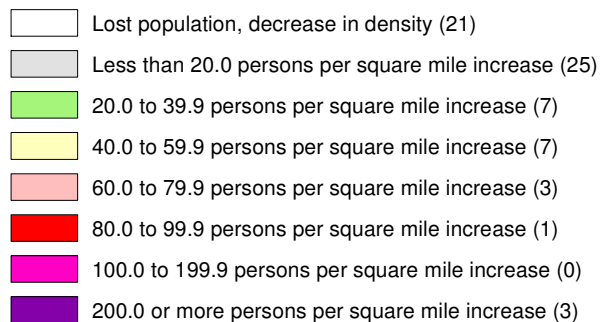 Lost population, decrease in density (21)
Less than 20.0 persons per square mile increase (25)
20.0 to 39.9 persons per square mile increase (7)
40.0 to 59.9 persons per square mile increase (7)
60.0 to 79.9 persons per square mile increase (3)
80.0 to 99.9 persons per square mile increase (1)
100.0 to 199.9 persons per square mile increase (0)
200.0 or more persons per square mile increase (3)